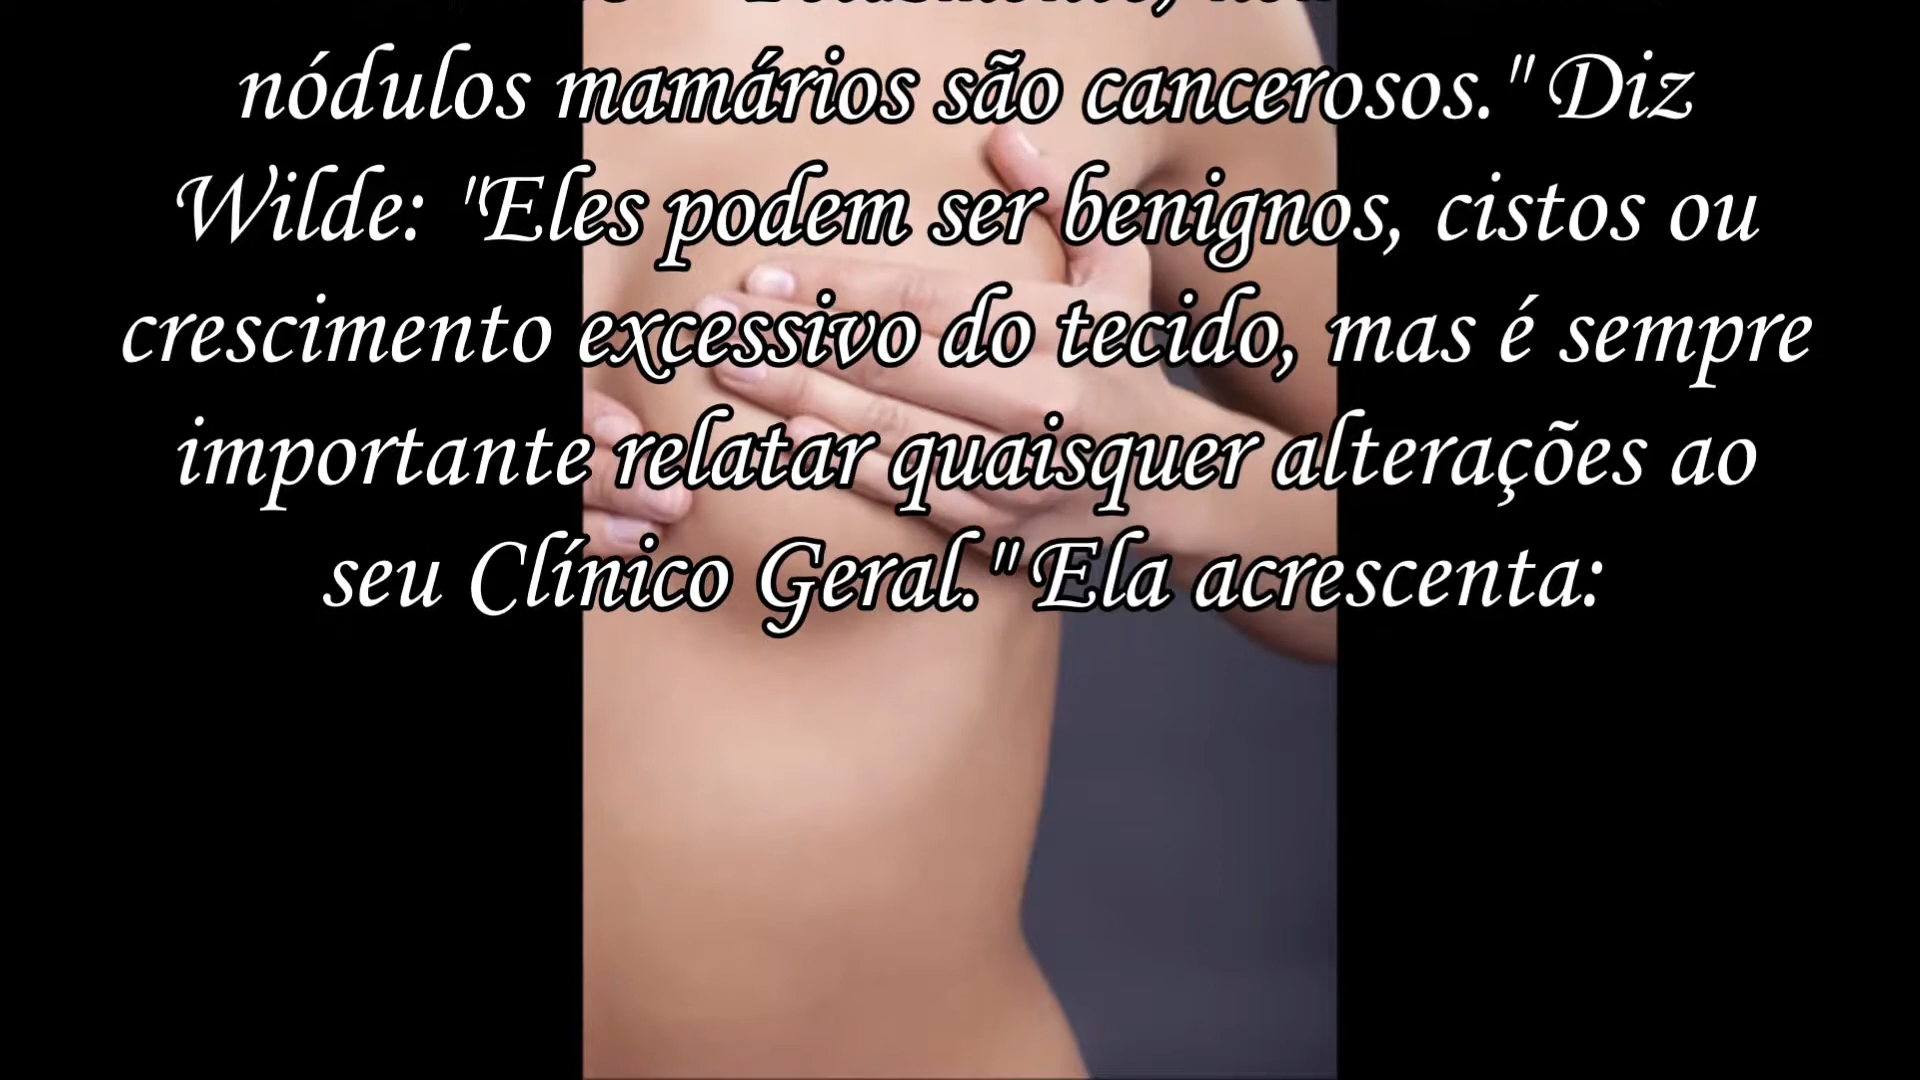 nódulos mamários são cancerosos." Diz
Wilde: "Eles podem ser benignos, cistos ou
crescimento excessivo do tecido, mas é sempre
importante relatar quaisquer alterações ao
seu Clínico Geral." Ela acrescenta: